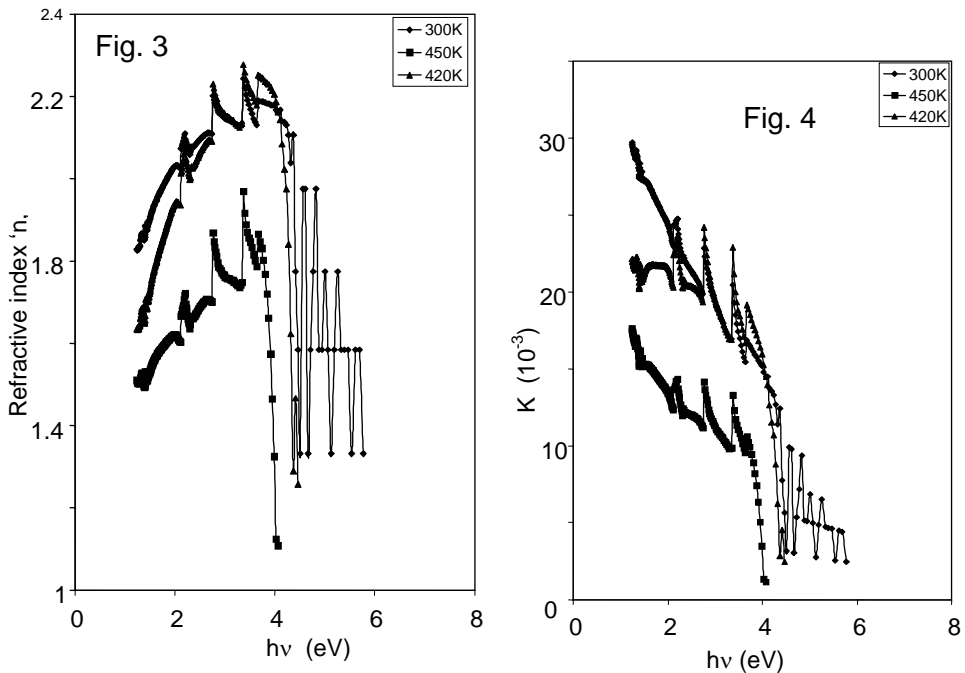 Fig. 3
300K
450K
420K
Refractive index ‘n,
2.4
2.2
2.0
1.8
1.4
1
0
2
4
6
8
hν (eV)
Fig. 4
300K
450K
420K
K (10⁻³)
30
20
10
0
0
2
4
6
8
hν (eV)